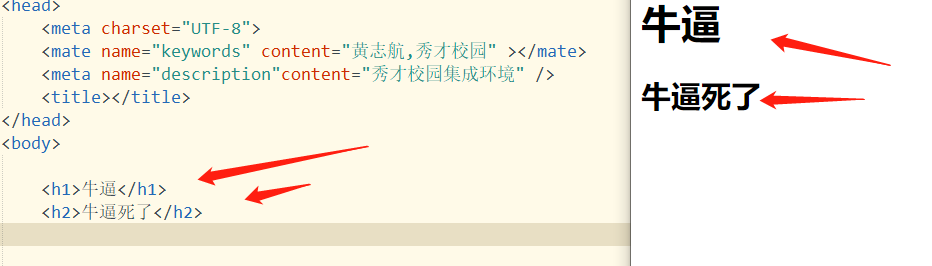 <head>
<meta charset="UTF-8">
<mate name="keywords" content="黄志航,秀才校园" ></mate>
<meta name="description"content="秀才校园集成环境" />
<title></title>
</head>
<body>
<h1>牛逼</h1>
<h2>牛逼死了</h2>
牛逼
牛逼死了